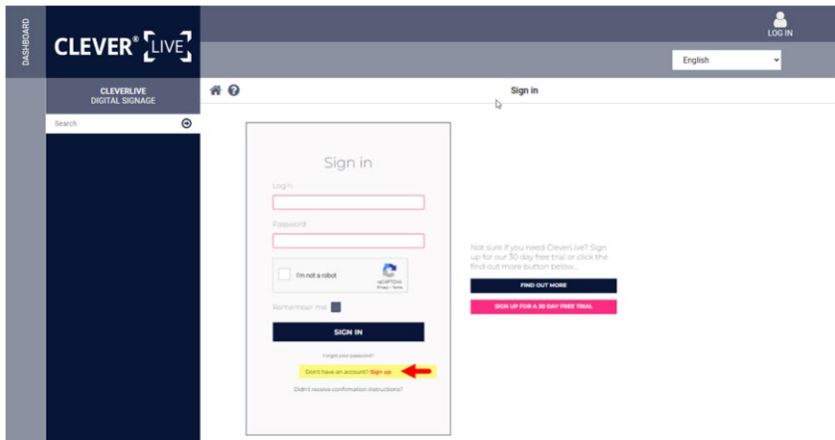 DASHBOARD
CLEVER® LIVE
LOG IN
English
CLEVERLIVE
DIGITAL SIGNAGE
Sign in
Search
Sign in
Login
Password
I'm not a robot
reCAPTCHA
Privacy - Terms
Remember me
SIGN IN
Forgot your password?
Don't have an account? Sign up
Didn't receive confirmation instructions?
Not sure if you need CleverLive? Sign
up for our 30 day free trial or click the
find out more button below...
FIND OUT MORE
SIGN UP FOR A 30 DAY FREE TRIAL